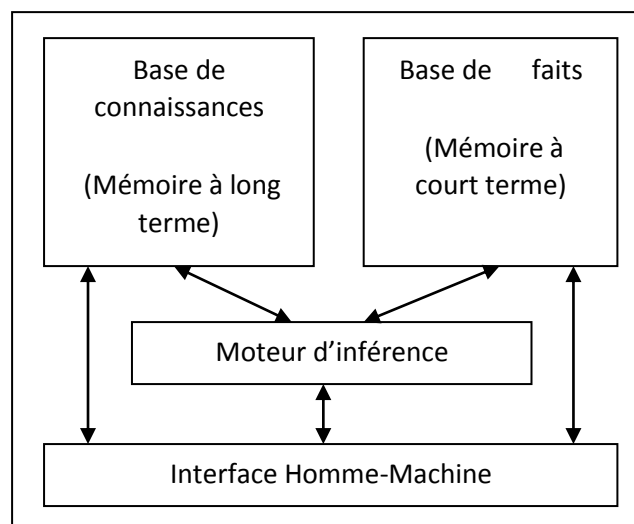 Base de
connaissances
(Mémoire à long
terme)
Base de faits
(Mémoire à
court terme)
Moteur d’inférence
Interface Homme-Machine